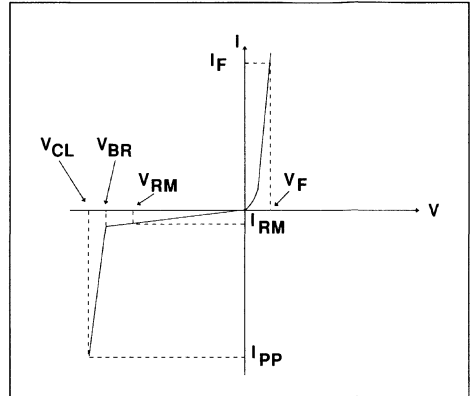 I
I_F
V_CL
V_BR
V_RM
V_F
V
I_RM
I_PP